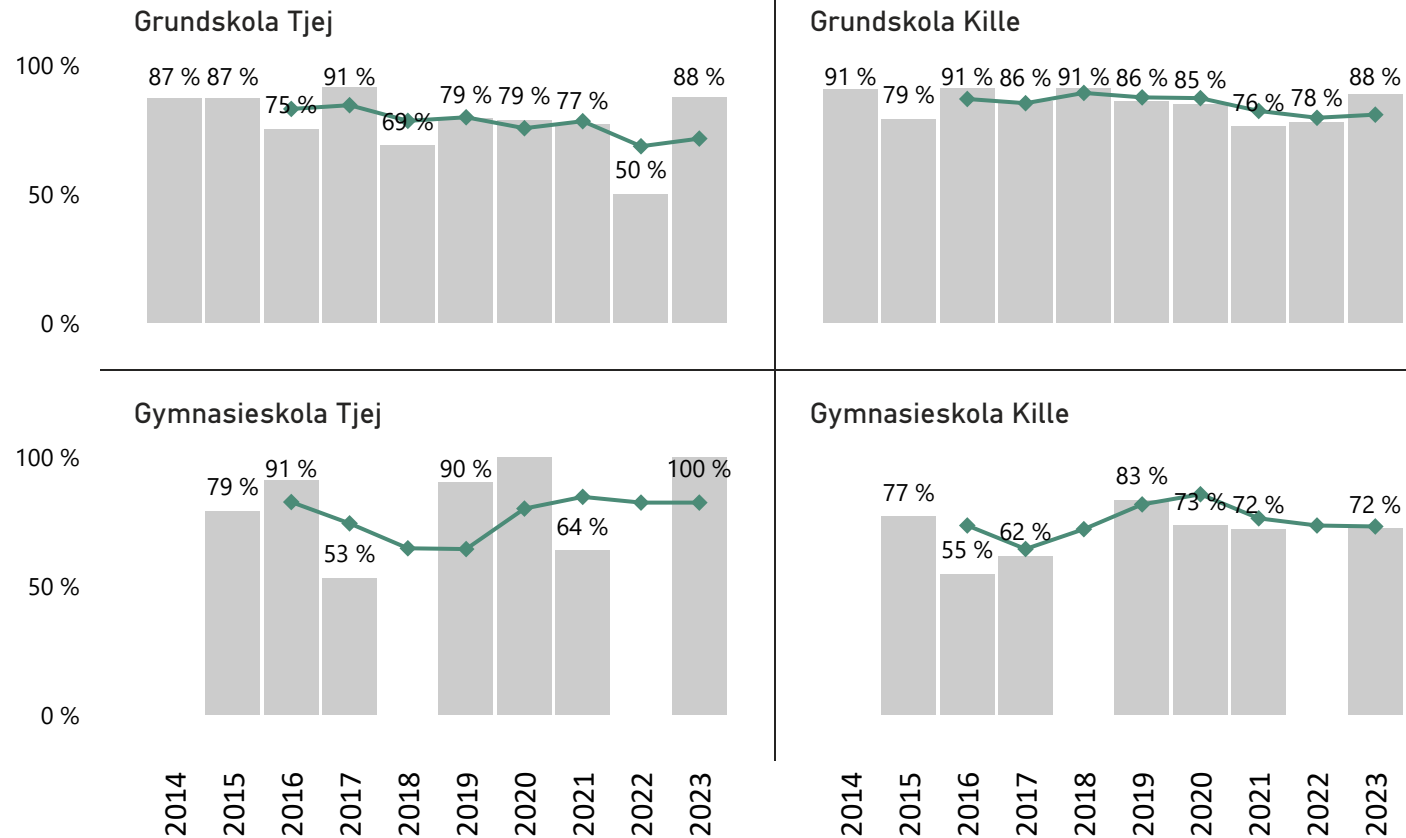 Grundskola Tjej
Grundskola Kille
100 %
50 %
0 %
87 % 87 % 75 % 91 % 69 % 79 % 79 % 77 % 50 % 88 %
91 % 79 % 91 % 86 % 91 % 86 % 85 % 76 % 78 % 88 %
Gymnasieskola Tjej
Gymnasieskola Kille
100 %
50 %
0 %
79 % 91 % 53 % 90 % 64 % 100 %
77 % 55 % 62 % 83 % 73 % 72 % 72 %
2014 2015 2016 2017 2018 2019 2020 2021 2022 2023
2014 2015 2016 2017 2018 2019 2020 2021 2022 2023